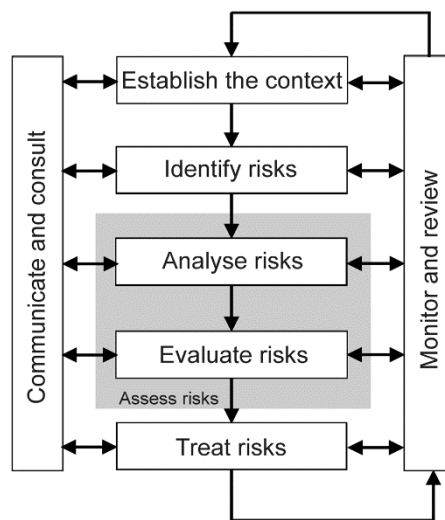 Establish the context
Identify risks
Analyse risks
Evaluate risks
Assess risks
Treat risks
Communicate and consult
Monitor and review